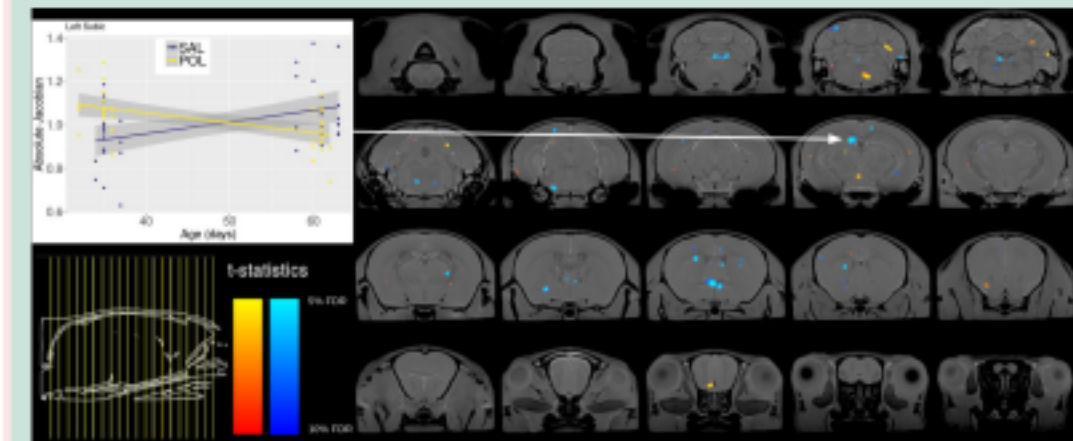 Left Subic
SAL
POL
1.4
1.2
1.0
0.8
0.6
Absolute Jacobian
40
50
60
Age (days)
t-statistics
5% FDR
10% FDR